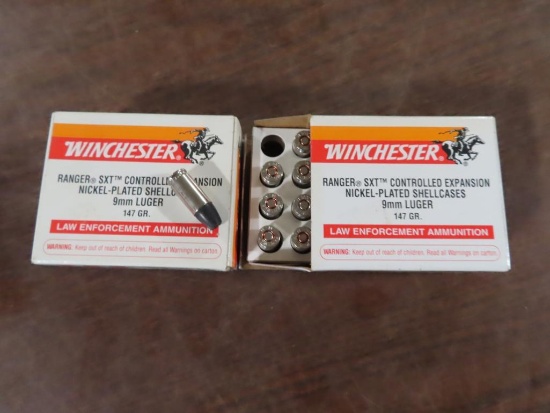 WINCHESTER®
RANGER® SXT™ CONTROLLED EXPANSION
NICKEL-PLATED SHELLC
9mm LUGER
147 GR.
LAW ENFORCEMENT AMMUNITION
WARNING: Keep out of reach of children. Read all Warnings on carton.
WINCHESTER®
RANGER® SXT™ CONTROLLED EXPANSION
NICKEL-PLATED SHELLCASES
9mm LUGER
147 GR.
LAW ENFORCEMENT AMMUNITION
WARNING: Keep out of reach of children. Read all Warnings on carton.